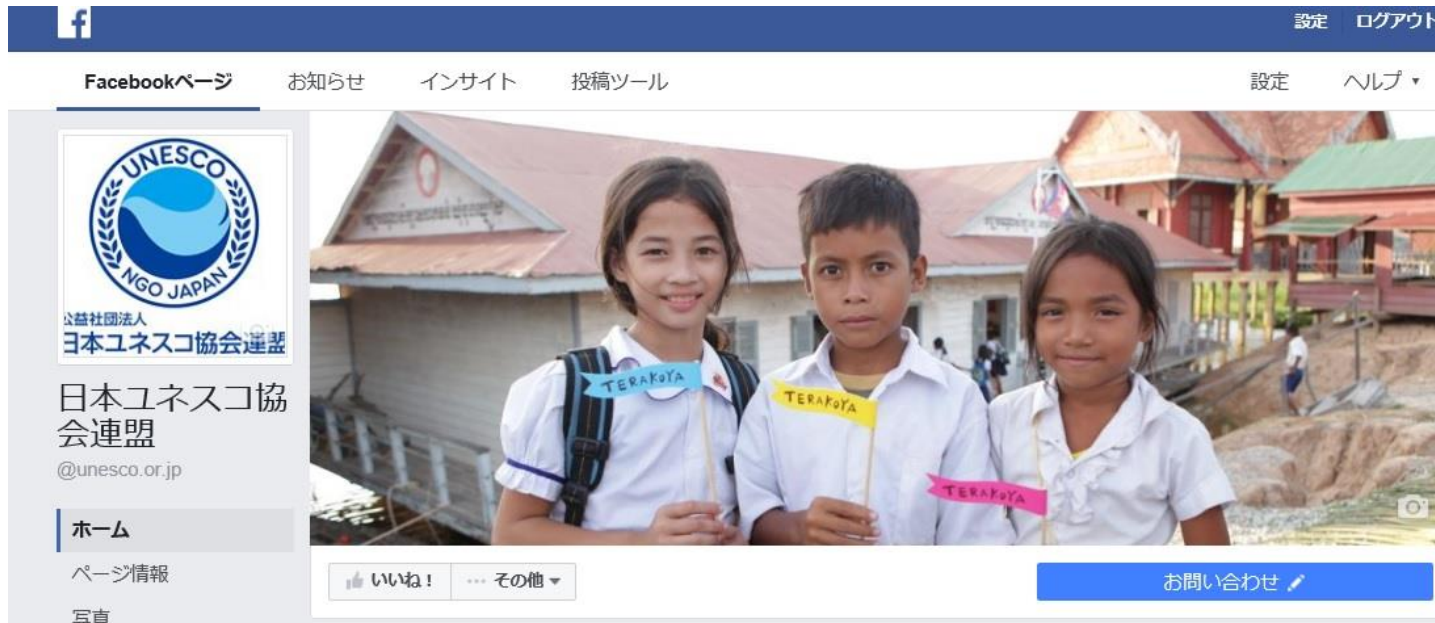 f
設定 ログアウト
Facebookページ お知らせ インサイト 投稿ツール 設定 ヘルプ
UNESCO
NGO JAPAN
公益社団法人
日本ユネスコ協会連盟
日本ユネスコ協
会連盟
@unesco.or.jp
ホーム
ページ情報
写真
TERAKOYA
TERAKOYA
TERAKOYA
いいね！ ... その他
お問い合わせ